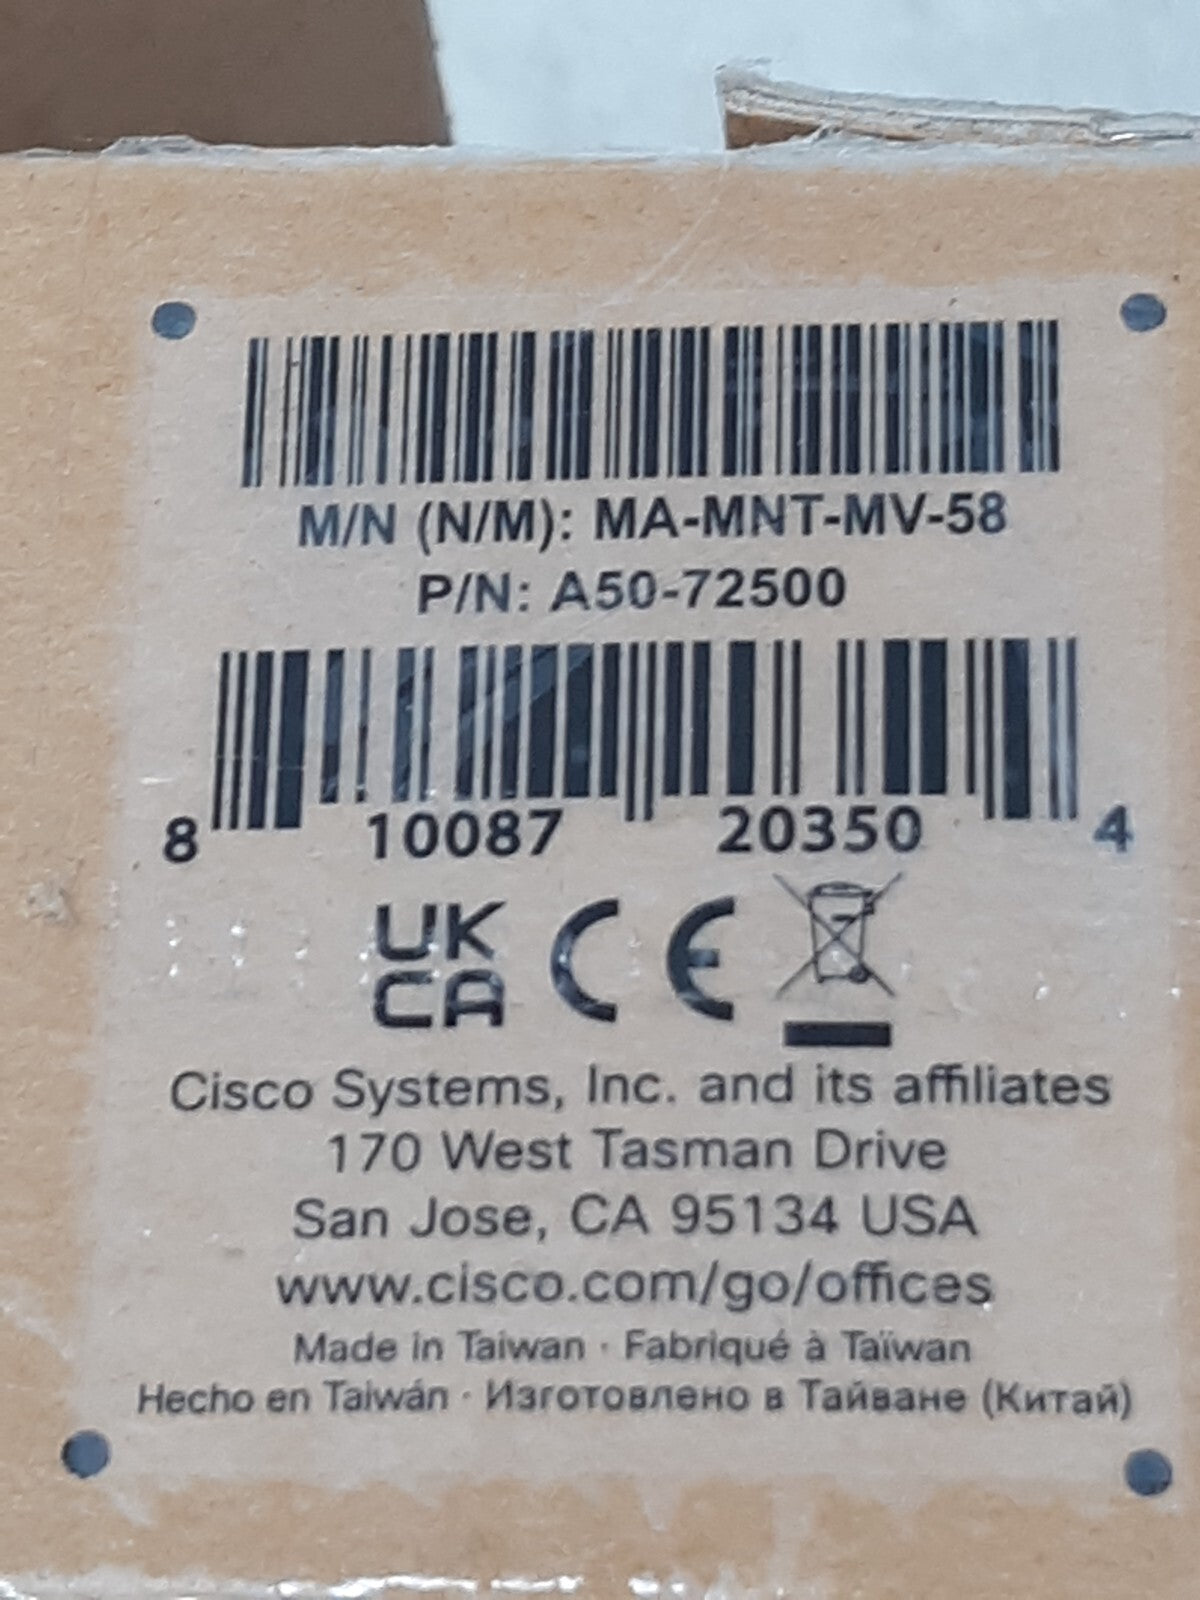 M/N (N/M): MA-MNT-MV-58
P/N: A50-72500
8 10087 20350 4
UK
CA CE
Cisco Systems, Inc. and its affiliates
170 West Tasman Drive
San Jose, CA 95134 USA
www.cisco.com/go/offices
Made in Taiwan · Fabriqué à Taïwan
Hecho en Taiwán · Изготовлено в Тайване (Китай)